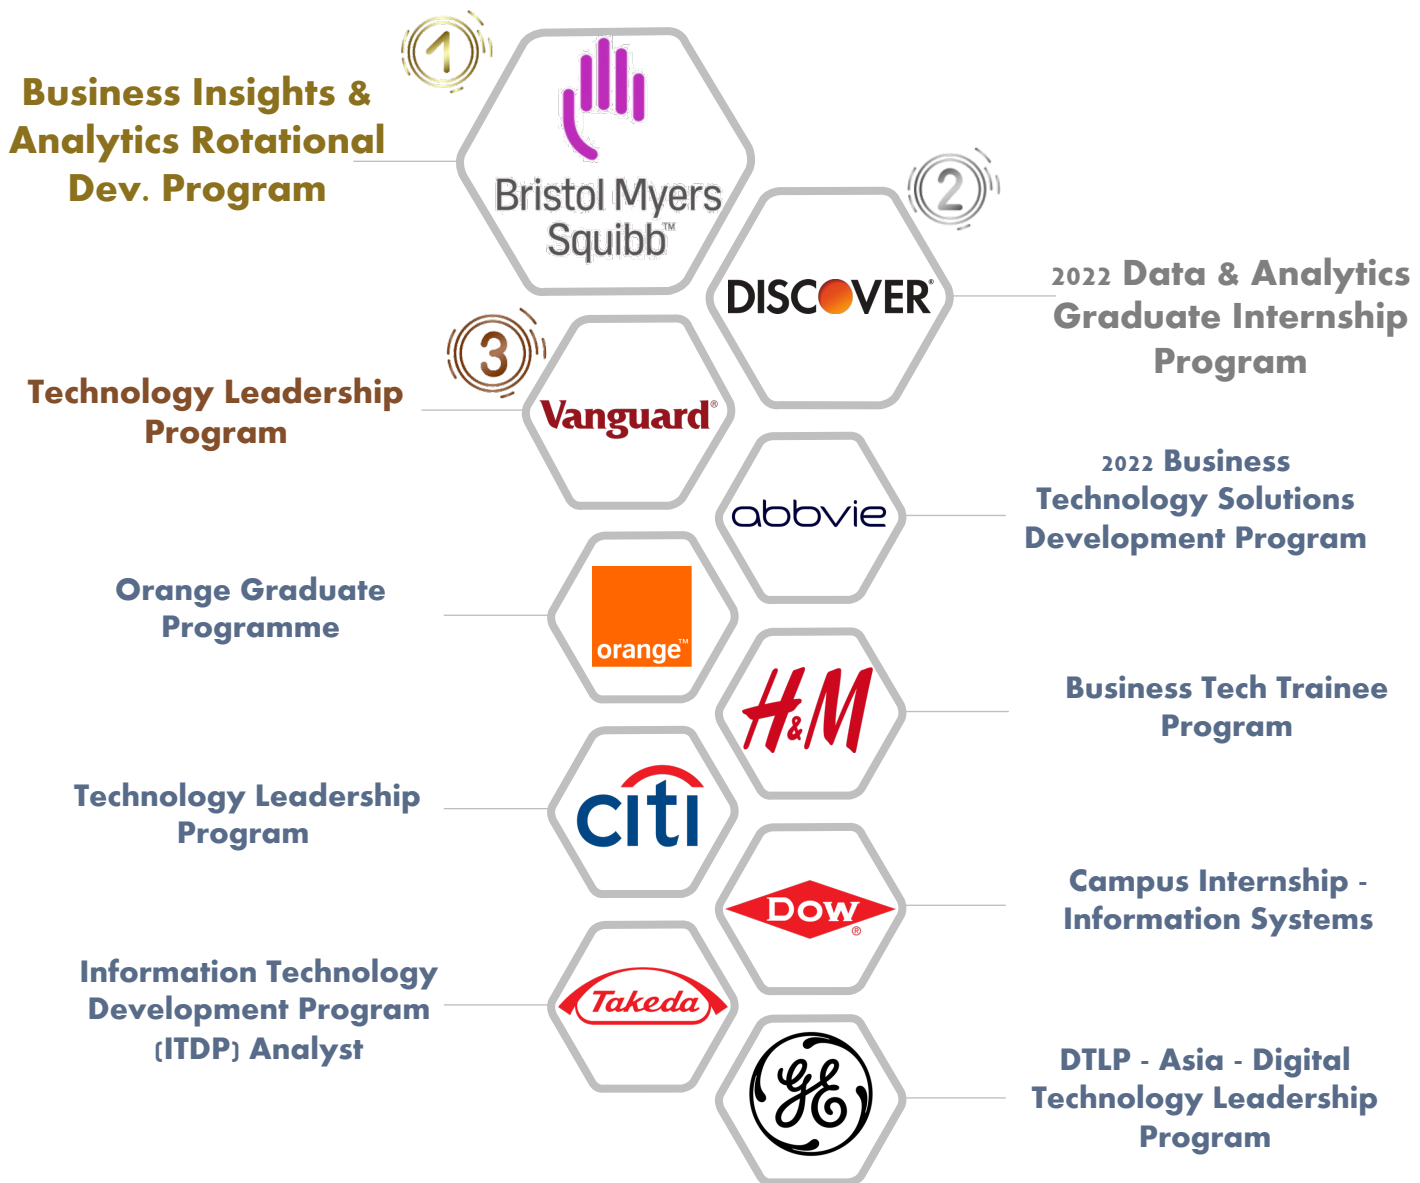 1
Business Insights &
Analytics Rotational
Dev. Program
Bristol Myers
Squibb™
2
DISCOVER®
2022 Data & Analytics
Graduate Internship
Program
3
Technology Leadership
Program
Vanguard®
abbvie
2022 Business
Technology Solutions
Development Program
Orange Graduate
Programme
orange™
H&M
Business Tech Trainee
Program
Technology Leadership
Program
citi
DOW®
Campus Internship -
Information Systems
Information Technology
Development Program
(ITDP) Analyst
Takeda
GE
DTLP - Asia - Digital
Technology Leadership
Program